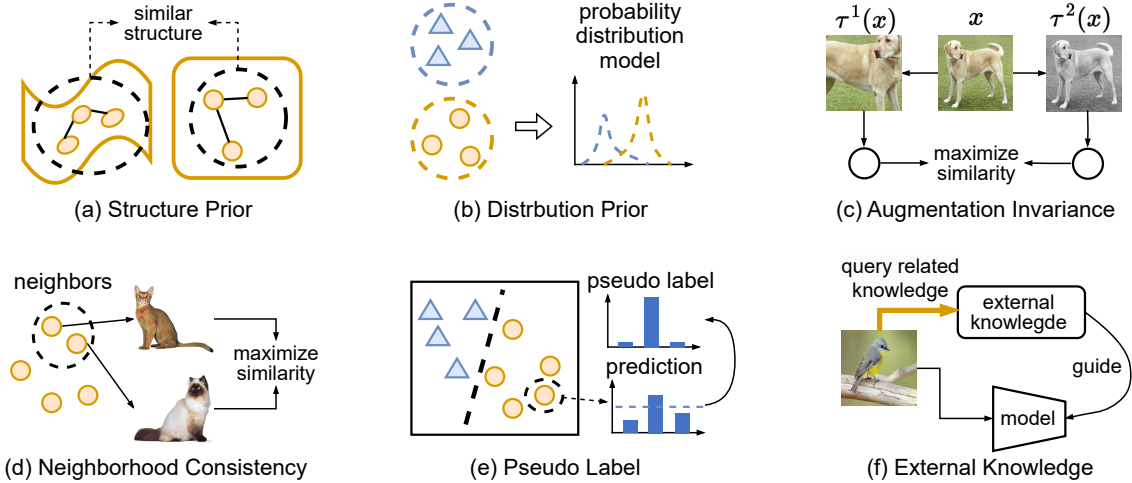 similar
structure
(a) Structure Prior
probability
distribution
model
(b) Distrbution Prior
τ¹(x)
x
τ²(x)
maximize
similarity
(c) Augmentation Invariance
neighbors
maximize
similarity
(d) Neighborhood Consistency
pseudo label
prediction
(e) Pseudo Label
query related
knowledge
external
knowlegde
guide
model
(f) External Knowledge